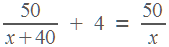 50/(x+40) + 4 = 50/x